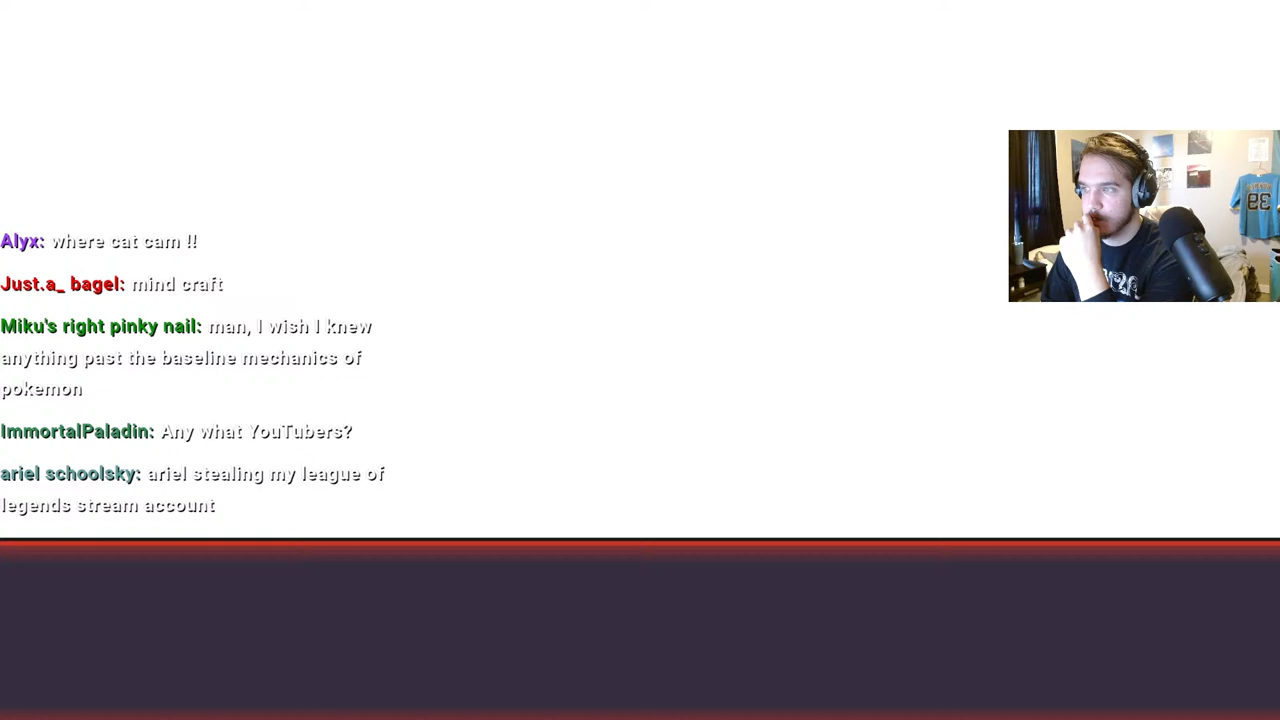 Alyx: where cat cam !!
Just.a_ bagel: mind craft
Miku's right pinky nail: man, I wish I knew
anything past the baseline mechanics of
pokemon
ImmortalPaladin: Any what YouTubers?
ariel schoolsky: ariel stealing my league of
legends stream account